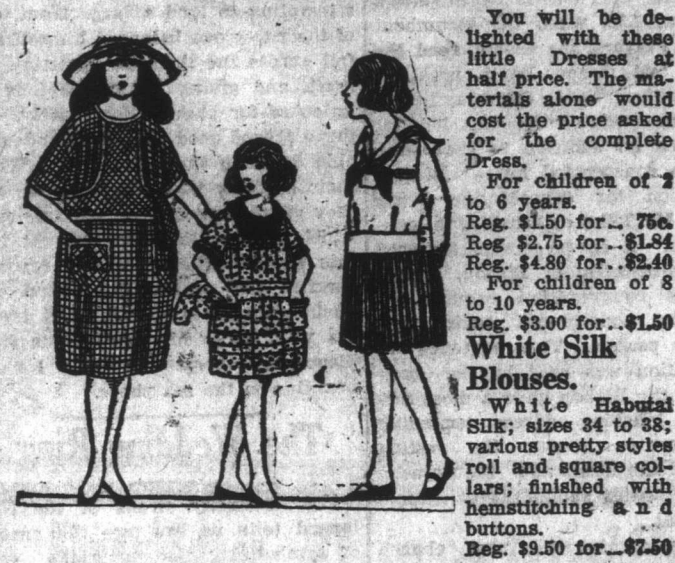 You will be de-
lighted with these
little Dresses at
half price. The ma-
terials alone would
cost the price asked
for the complete
Dress.
For children of 2
to 6 years.
Reg. $1.50 for.. 75c.
Reg $2.75 for..$1.84
Reg. $4.80 for..$2.40
For children of 8
to 10 years.
Reg. $3.00 for..$1.50
White Silk
Blouses.
White Habutai
Silk; sizes 34 to 38;
various pretty styles
roll and square col-
lars; finished with
hemstitching and
buttons.
Reg. $9.50 for..$7.50